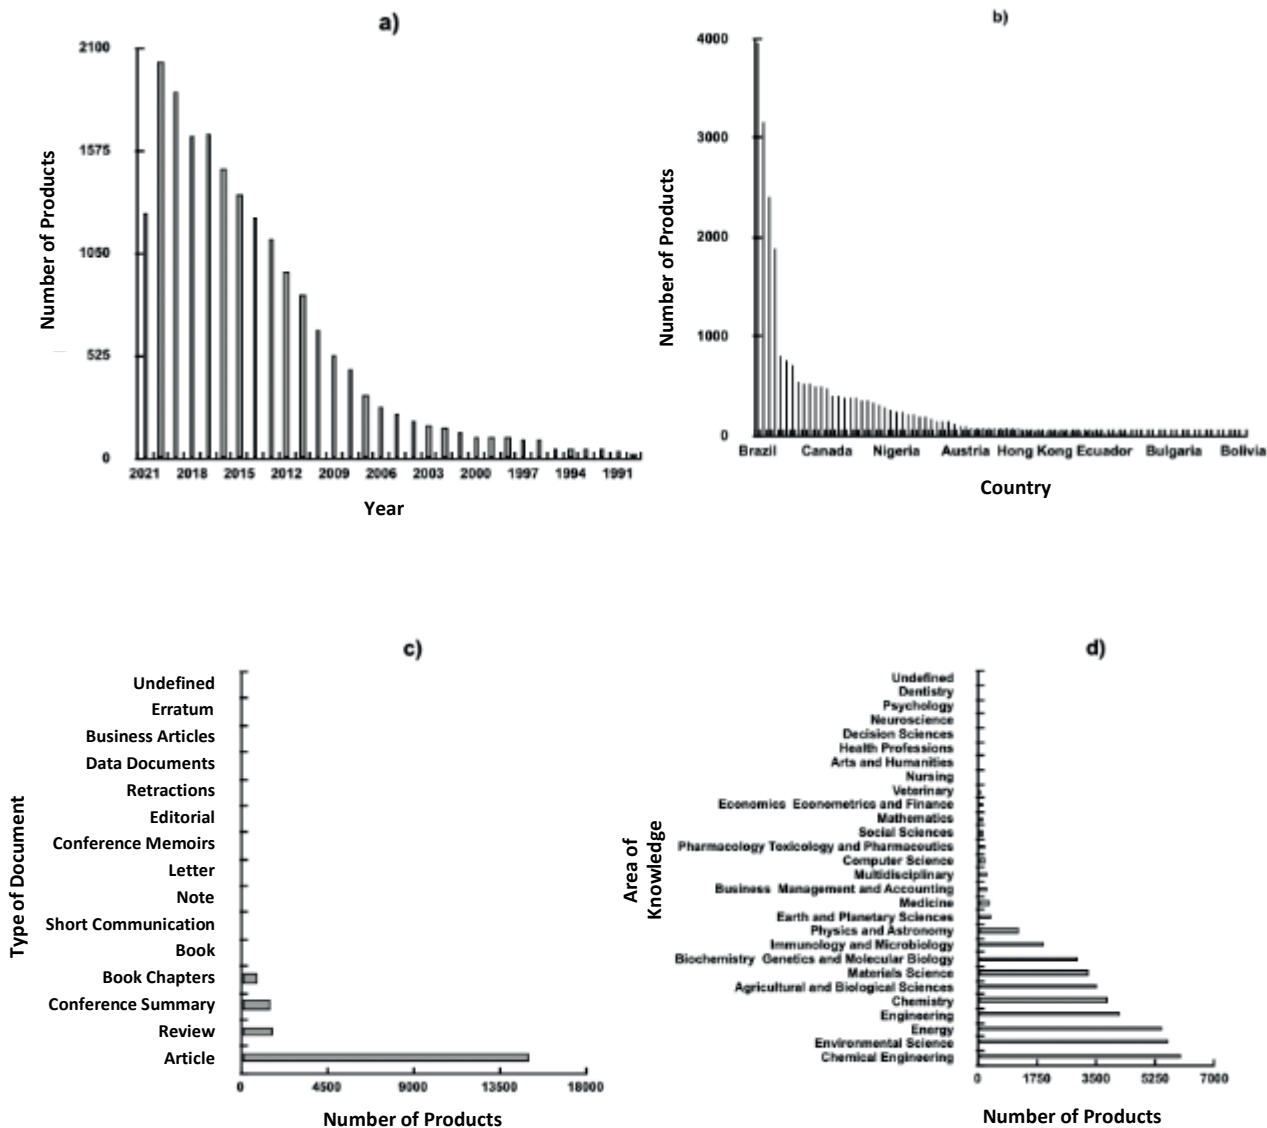 a)
2100
1575
1050
525
0
Number of Products
2021 2018 2015 2012 2009 2006 2003 2000 1997 1994 1991
Year
b)
4000
3000
2000
1000
0
Number of Products
Brazil Canada Nigeria Austria Hong Kong Ecuador Bulgaria Bolivia
Country
c)
Type of Document
Undefined
Erratum
Business Articles
Data Documents
Retractions
Editorial
Conference Memoirs
Letter
Note
Short Communication
Book
Book Chapters
Conference Summary
Review
Article
0 4500 9000 13500 18000
Number of Products
d)
Area of
Knowledge
Undefined
Dentistry
Psychology
Neuroscience
Decision Sciences
Health Professions
Arts and Humanities
Nursing
Veterinary
Economics Econometrics and Finance
Mathematics
Social Sciences
Pharmacology Toxicology and Pharmaceutics
Computer Science
Multidisciplinary
Business Management and Accounting
Medicine
Earth and Planetary Sciences
Physics and Astronomy
Immunology and Microbiology
Biochemistry Genetics and Molecular Biology
Materials Science
Agricultural and Biological Sciences
Chemistry
Engineering
Energy
Environmental Science
Chemical Engineering
0 1750 3500 5250 7000
Number of Products